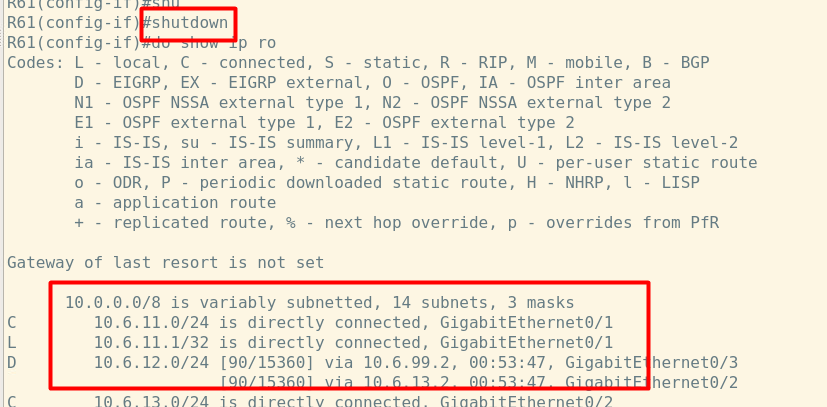 R61(config-if)#shu
R61(config-if)#shutdown
R61(config-if)#do show ip ro
Codes: L - local, C - connected, S - static, R - RIP, M - mobile, B - BGP
D - EIGRP, EX - EIGRP external, O - OSPF, IA - OSPF inter area
N1 - OSPF NSSA external type 1, N2 - OSPF NSSA external type 2
E1 - OSPF external type 1, E2 - OSPF external type 2
i - IS-IS, su - IS-IS summary, L1 - IS-IS level-1, L2 - IS-IS level-2
ia - IS-IS inter area, * - candidate default, U - per-user static route
o - ODR, P - periodic downloaded static route, H - NHRP, l - LISP
a - application route
+ - replicated route, % - next hop override, p - overrides from PfR
Gateway of last resort is not set
10.0.0.0/8 is variably subnetted, 14 subnets, 3 masks
C 10.6.11.0/24 is directly connected, GigabitEthernet0/1
L 10.6.11.1/32 is directly connected, GigabitEthernet0/1
D 10.6.12.0/24 [90/15360] via 10.6.99.2, 00:53:47, GigabitEthernet0/3
[90/15360] via 10.6.13.2, 00:53:47, GigabitEthernet0/2
C 10.6.13.0/24 is directly connected, GigabitEthernet0/2